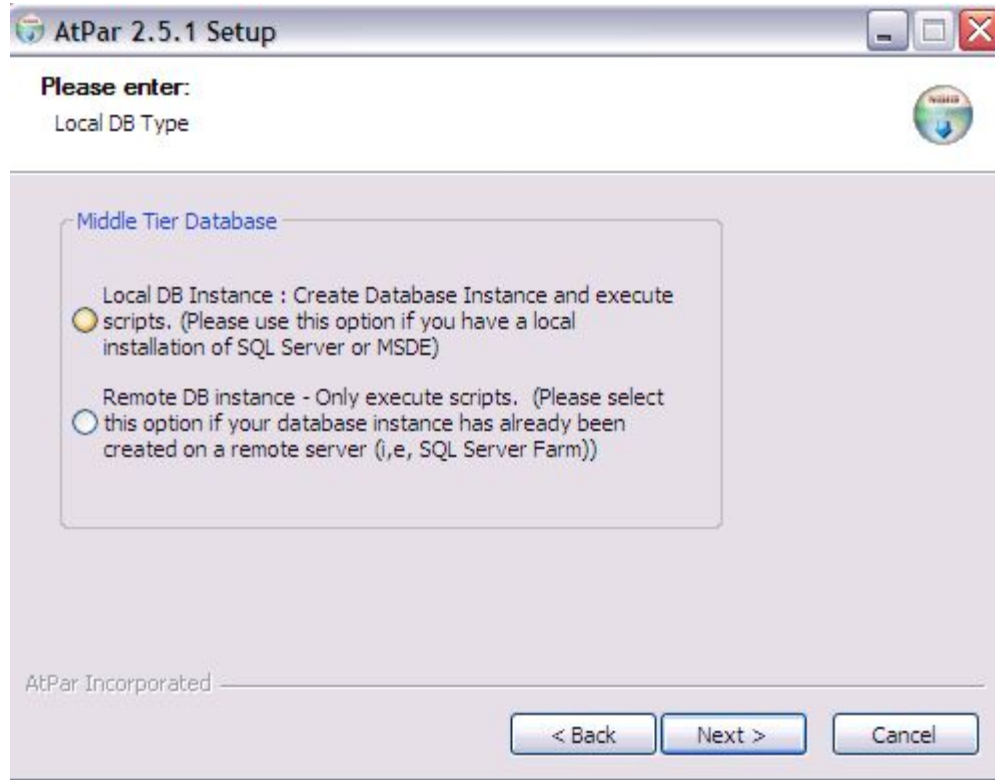 AtPar 2.5.1 Setup
Please enter:
Local DB Type
Middle Tier Database
Local DB Instance : Create Database Instance and execute
scripts. (Please use this option if you have a local
installation of SQL Server or MSDE)
Remote DB instance - Only execute scripts.  (Please select
this option if your database instance has already been
created on a remote server (i,e, SQL Server Farm))
AtPar Incorporated
< Back
Next >
Cancel